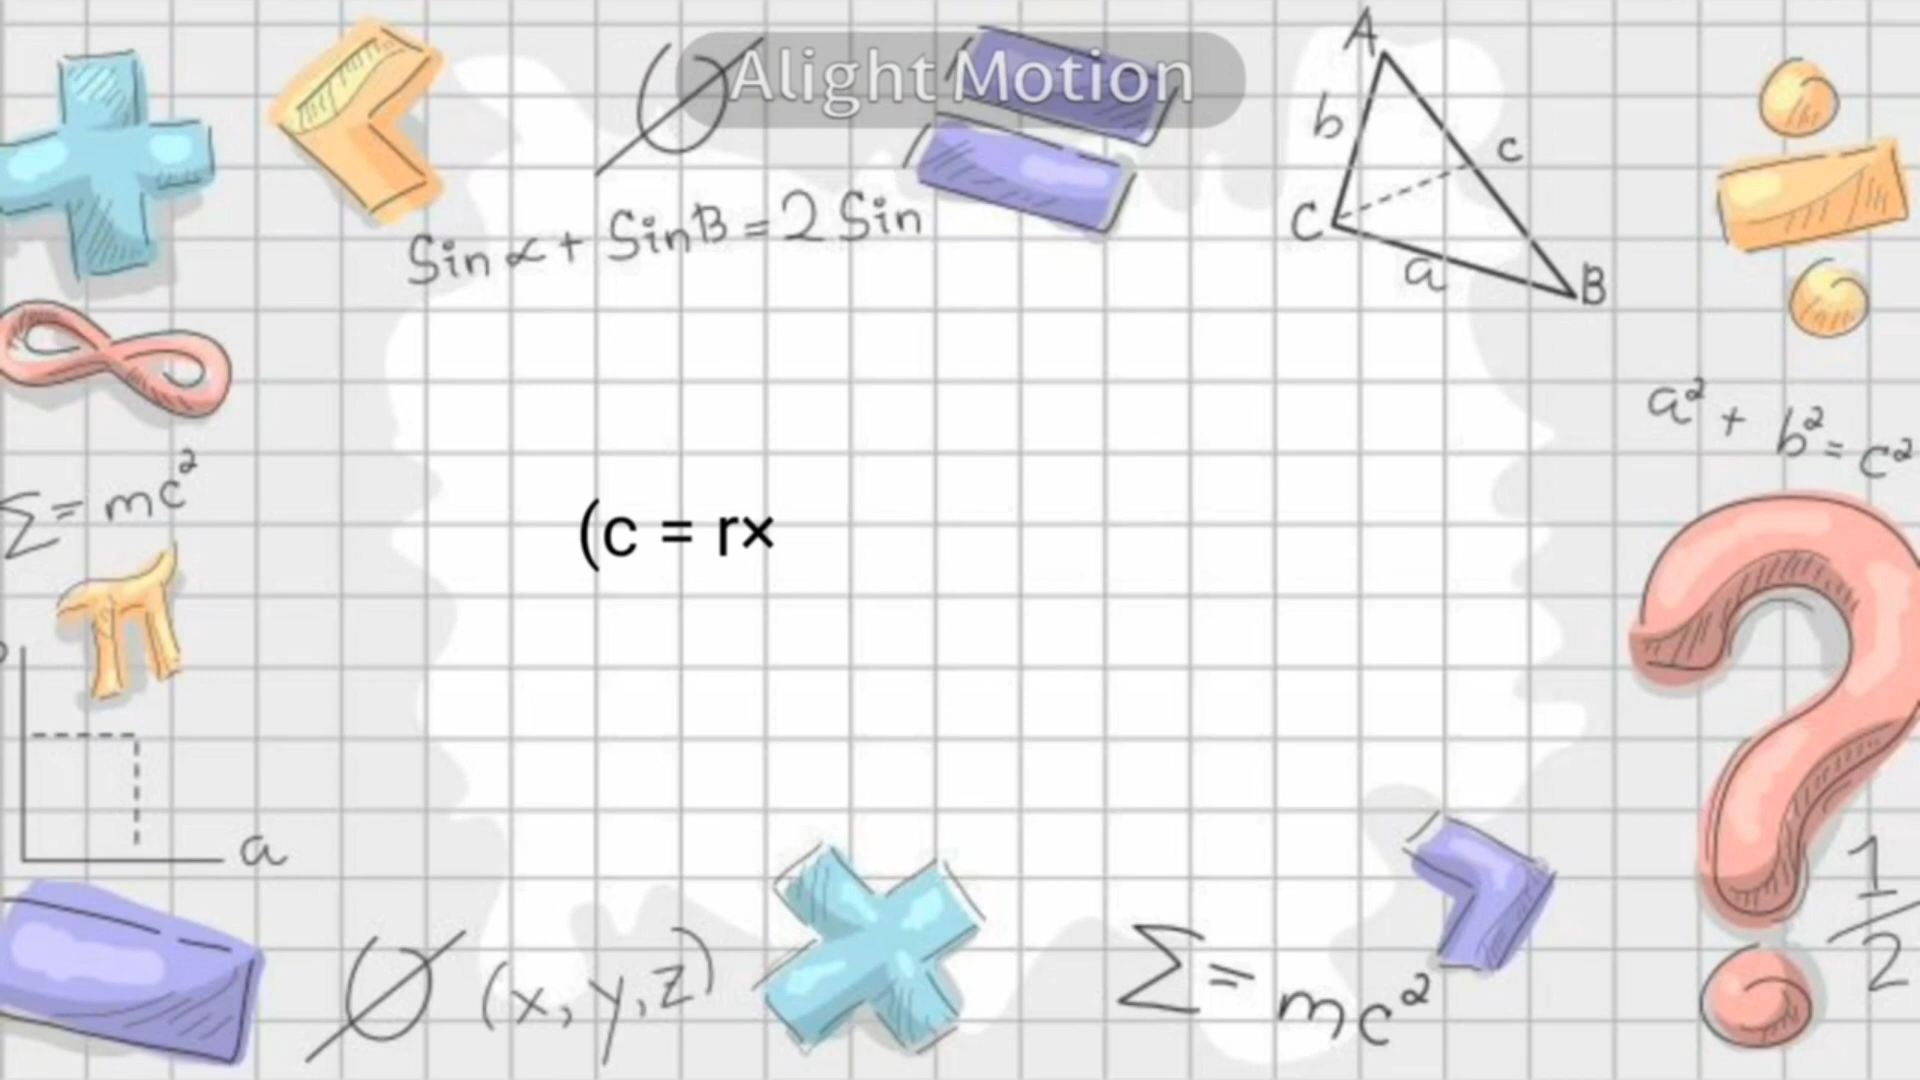 Alight Motion
A
b
c
C
a
B
Sin α + Sin B = 2 Sin
a² + b² = c²
Σ = mc²
(c = r×
π
a
1/2
(x, y, z)
Σ = mc²